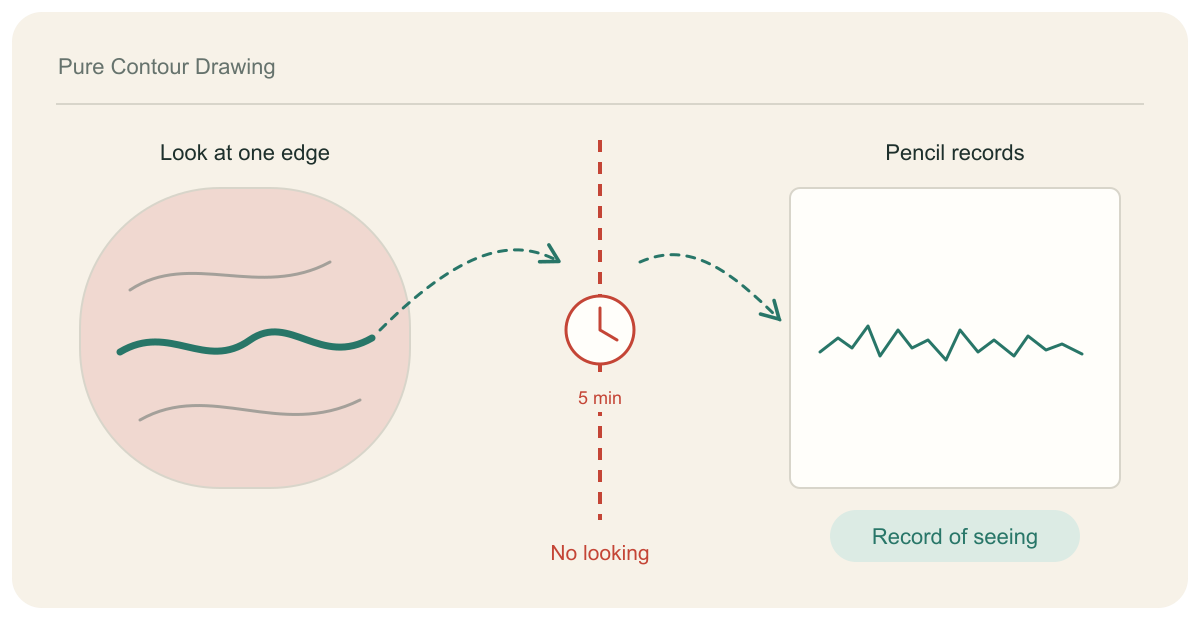 Pure Contour Drawing
Look at one edge
Pencil records
5 min
No looking
Record of seeing